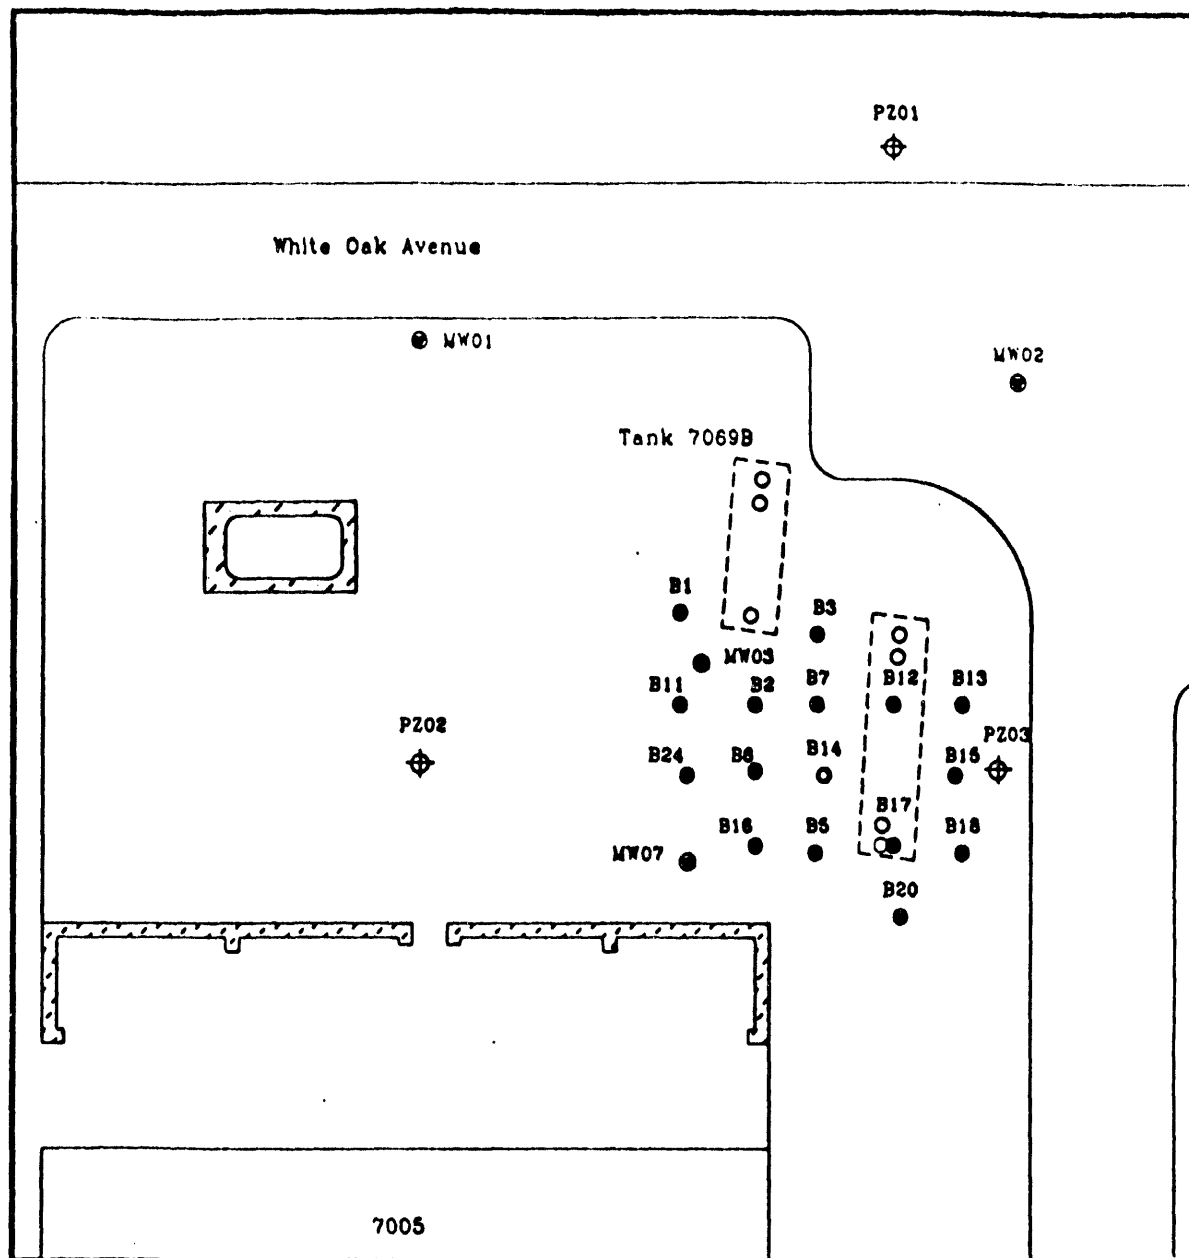 PZ01
White Oak Avenue
MW01
MW02
Tank 7069B
B1
B3
MW03
B11
B2
B7
B12
B13
PZ02
PZ03
B24
B6
B14
B15
B17
B16
B5
B18
MW07
B20
7005